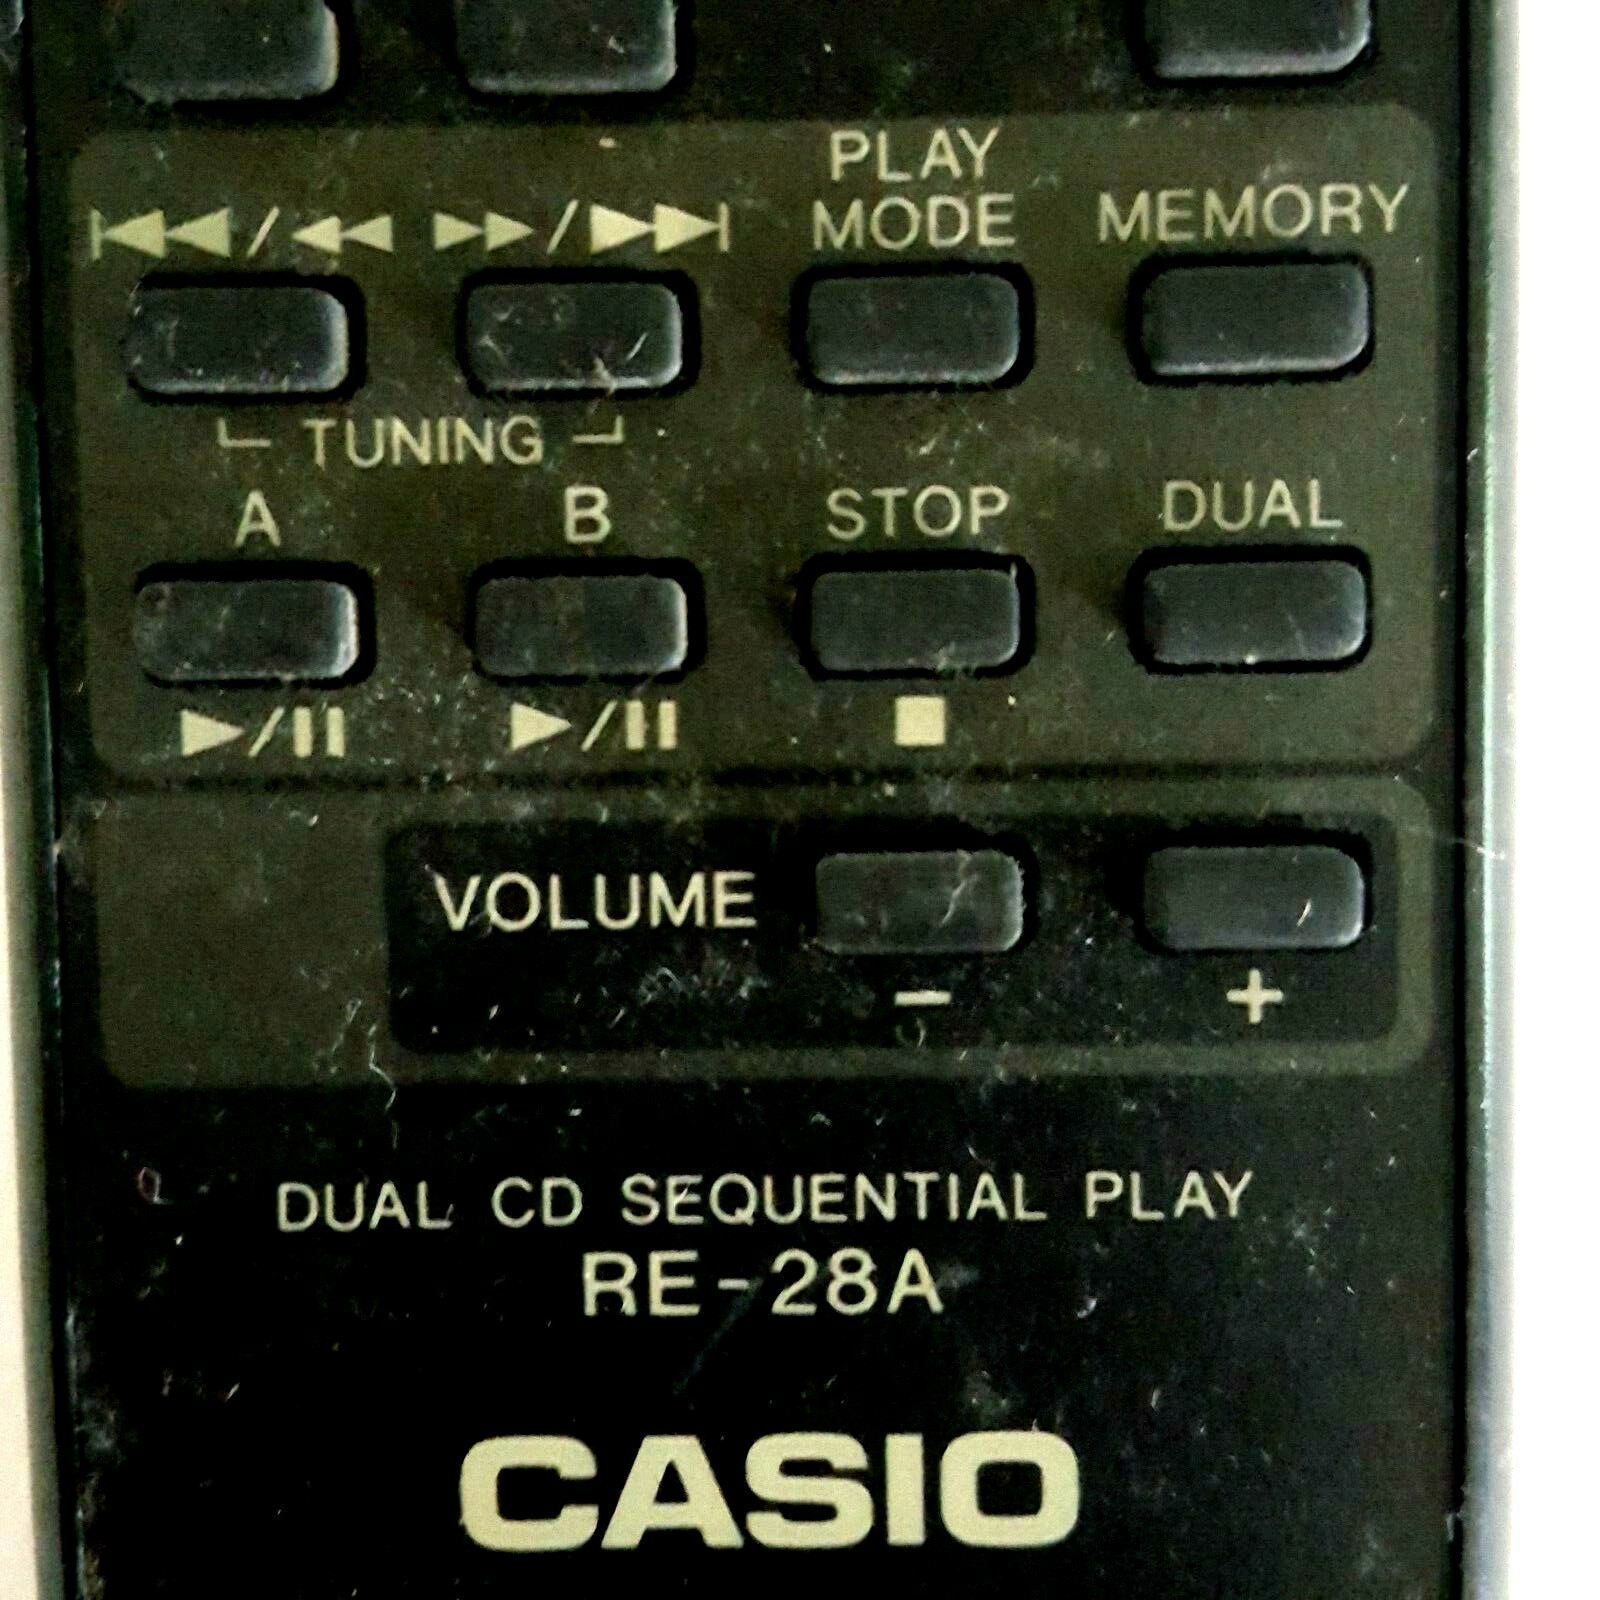 PLAY
MODE MEMORY
TUNING
A B STOP DUAL
VOLUME
- +
DUAL CD SEQUENTIAL PLAY
RE-28A
CASIO